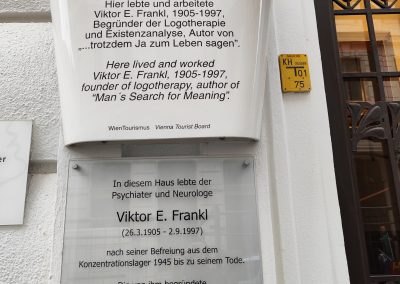 Hier lebte und arbeitete
Viktor E. Frankl, 1905-1997,
Begründer der Logotherapie
und Existenzanalyse, Autor von
„...trotzdem Ja zum Leben sagen“.
Here lived and worked
Viktor E. Frankl, 1905-1997,
founder of logotherapy, author of
“Man´s Search for Meaning”.
WienTourismus Vienna Tourist Board
KH
101
75
er
In diesem Haus lebte der
Psychiater und Neurologe
Viktor E. Frankl
(26.3.1905 - 2.9.1997)
nach seiner Befreiung aus dem
Konzentrationslager 1945 bis zu seinem Tode.